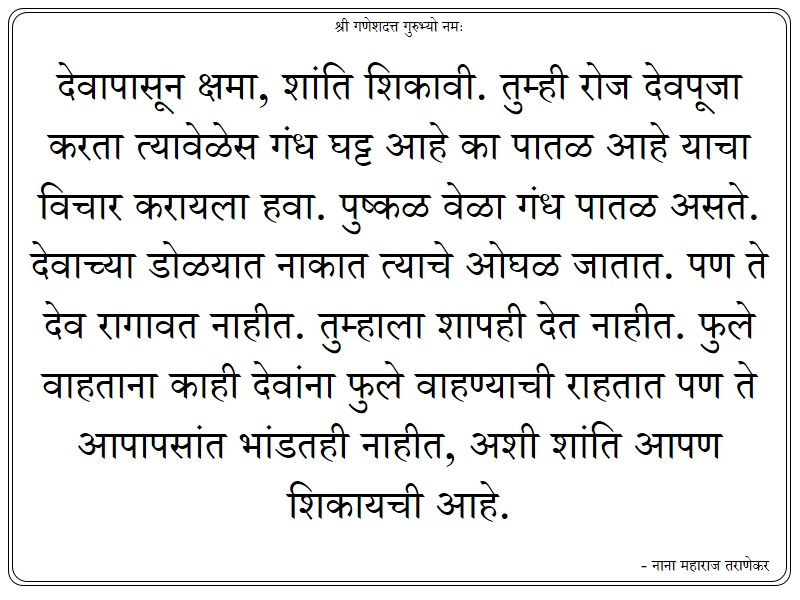 श्री गणेशदत्त गुरुभ्यो नमः
देवापासून क्षमा, शांति शिकावी. तुम्ही रोज देवपूजा
करता त्यावेळेस गंध घट्ट आहे का पातळ आहे याचा
विचार करायला हवा. पुष्कळ वेळा गंध पातळ असते.
देवाच्या डोळयात नाकात त्याचे ओघळ जातात. पण ते
देव रागावत नाहीत. तुम्हाला शापही देत नाहीत. फुले
वाहताना काही देवांना फुले वाहण्याची राहतात पण ते
आपापसांत भांडतही नाहीत, अशी शांति आपण
शिकायची आहे.
- नाना महाराज तराणेकर